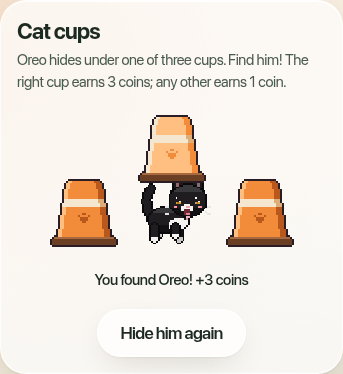 Cat cups
Oreo hides under one of three cups. Find him! The
right cup earns 3 coins; any other earns 1 coin.
You found Oreo! +3 coins
Hide him again